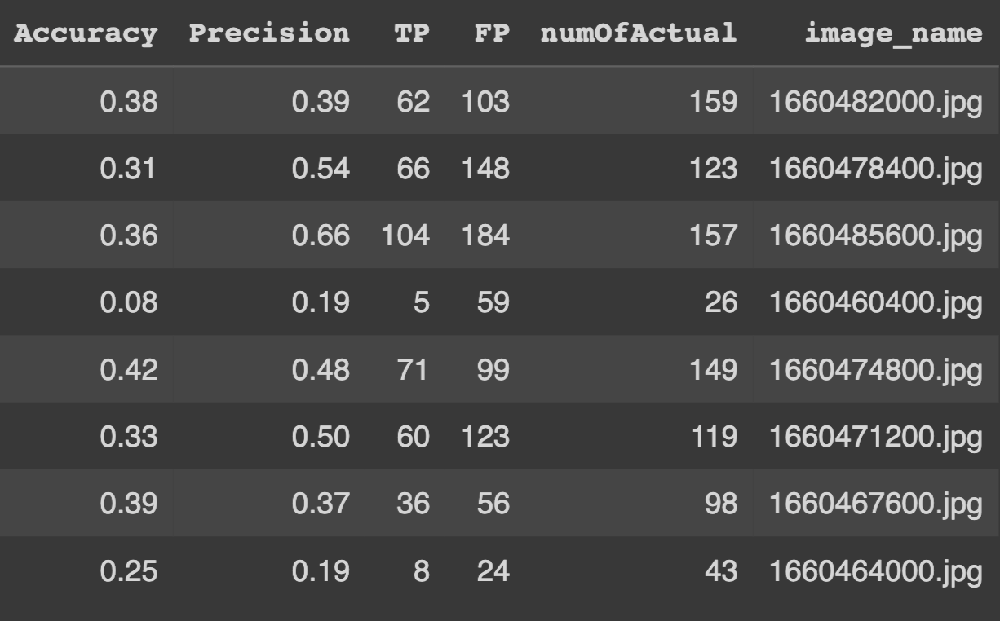 Accuracy Precision TP FP numOfActual image_name
0.38 0.39 62 103 159 1660482000.jpg
0.31 0.54 66 148 123 1660478400.jpg
0.36 0.66 104 184 157 1660485600.jpg
0.08 0.19 5 59 26 1660460400.jpg
0.42 0.48 71 99 149 1660474800.jpg
0.33 0.50 60 123 119 1660471200.jpg
0.39 0.37 36 56 98 1660467600.jpg
0.25 0.19 8 24 43 1660464000.jpg